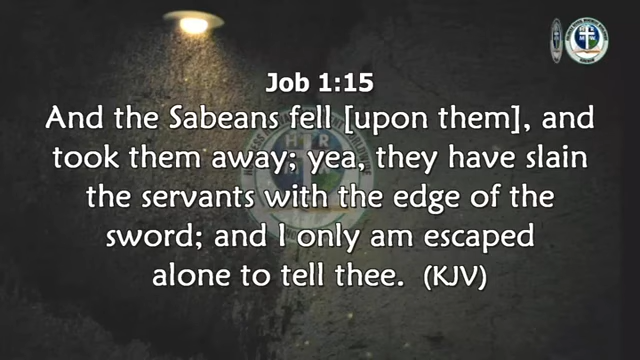 Job 1:15
And the Sabeans fell [upon them], and
took them away; yea, they have slain
the servants with the edge of the
sword; and I only am escaped
alone to tell thee. (KJV)